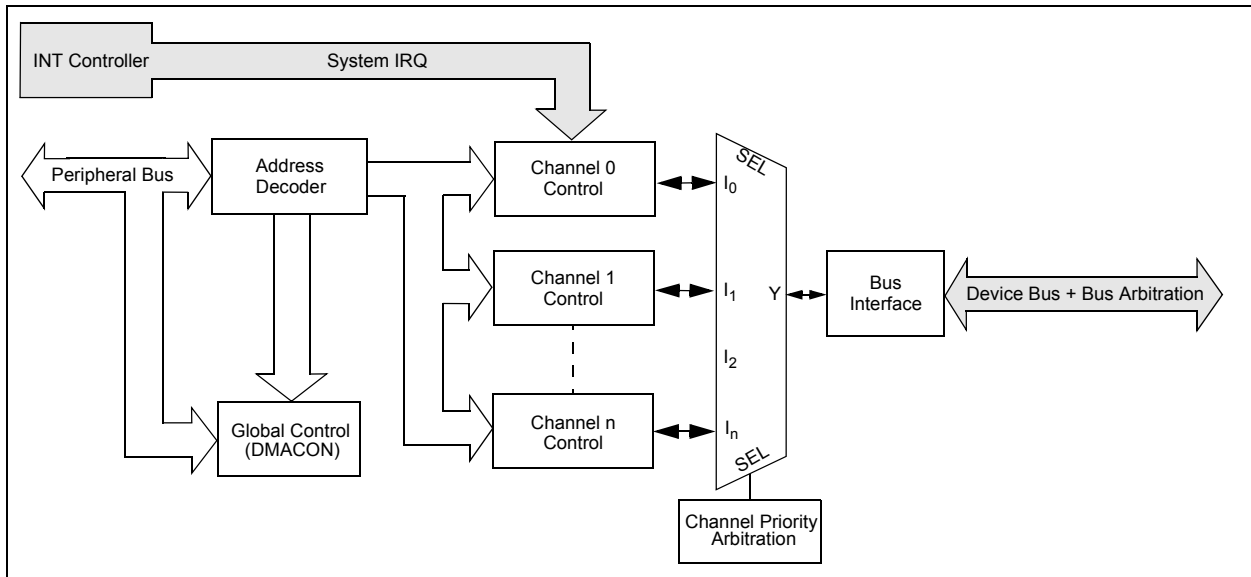 INT Controller
System IRQ
Peripheral Bus
Address
Decoder
Channel 0
Control
SEL
I0
Channel 1
Control
I1
Y
Bus
Interface
Device Bus + Bus Arbitration
I2
Global Control
(DMACON)
Channel n
Control
In
SEL
Channel Priority
Arbitration